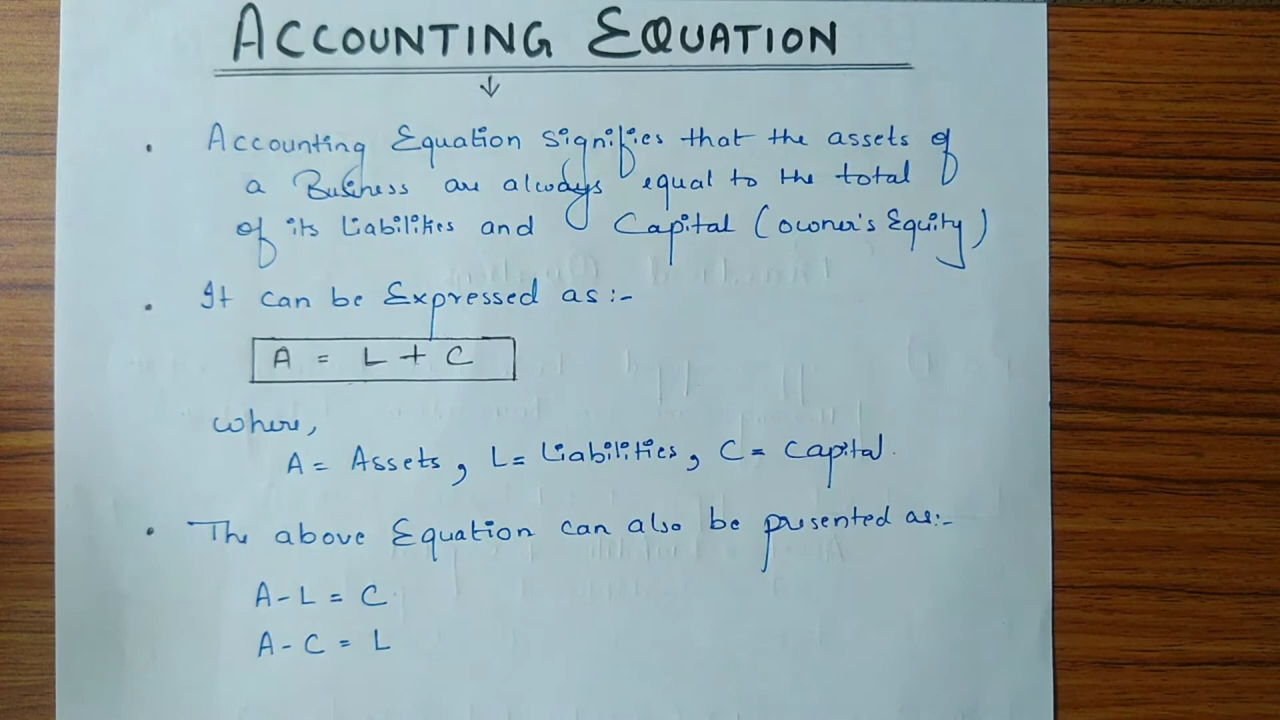 ACCOUNTING EQUATION
↓
• Accounting Equation signifies that the assets of
a Business are always equal to the total
of its Liabilities and Capital (owner's Equity)
• It can be Expressed as :-
A = L + C
where,
A = Assets, L = Liabilities, C = Capital.
• The above Equation can also be presented as:-
A - L = C
A - C = L